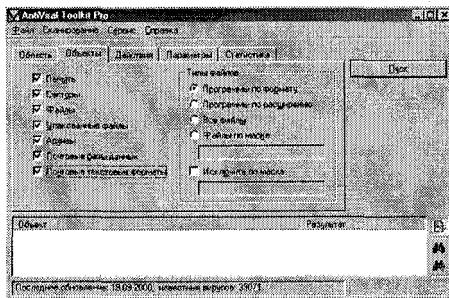 AntiViral Toolkit Pro
Файл Сканирование Сервис Справка
Область Объекты Действия Параметры Статистика
Пуск
Память
Секторы
Файлы
Упакованные файлы
Архивы
Почтовые базы данных
Почтовые текстовые форматы
Типы файлов
Программы по формату
Программы по расширению
Все файлы
Файлы по маске
Исключить по маске
Объект Результат
Последнее обновление: 19.09.2000, известных вирусов: 39071